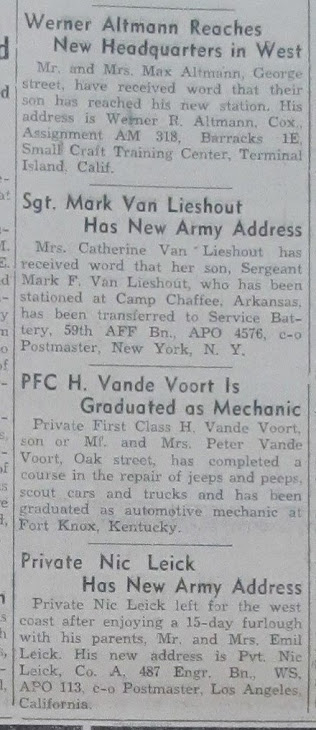 Werner Altmann Reaches
New Headquarters in West
Mr. and Mrs. Max Altmann, George
street, have received word that their
son has reached his new station. His
address is Werner R. Altmann, Cox.,
Assignment AM 318, Barracks 1E,
Small Craft Training Center, Terminal
Island, Calif.
Sgt. Mark Van Lieshout
Has New Army Address
Mrs. Catherine Van Lieshout has
received word that her son, Sergeant
Mark F. Van Lieshout, who has been
stationed at Camp Chaffee, Arkansas,
has been transferred to Service Bat-
tery, 59th AFF Bn., APO 4576, c-o
Postmaster, New York, N. Y.
PFC H. Vande Voort Is
Graduated as Mechanic
Private First Class H. Vande Voort,
son or Mr. and Mrs. Peter Vande
Voort, Oak street, has completed a
course in the repair of jeeps and peeps,
scout cars and trucks and has been
graduated as automotive mechanic at
Fort Knox, Kentucky.
Private Nic Leick
Has New Army Address
Private Nic Leick left for the west
coast after enjoying a 15-day furlough
with his parents, Mr. and Mrs. Emil
Leick. His new address is Pvt. Nic
Leick, Co. A, 487 Engr. Bn., WS,
APO 113, c-o Postmaster, Los Angeles,
California.